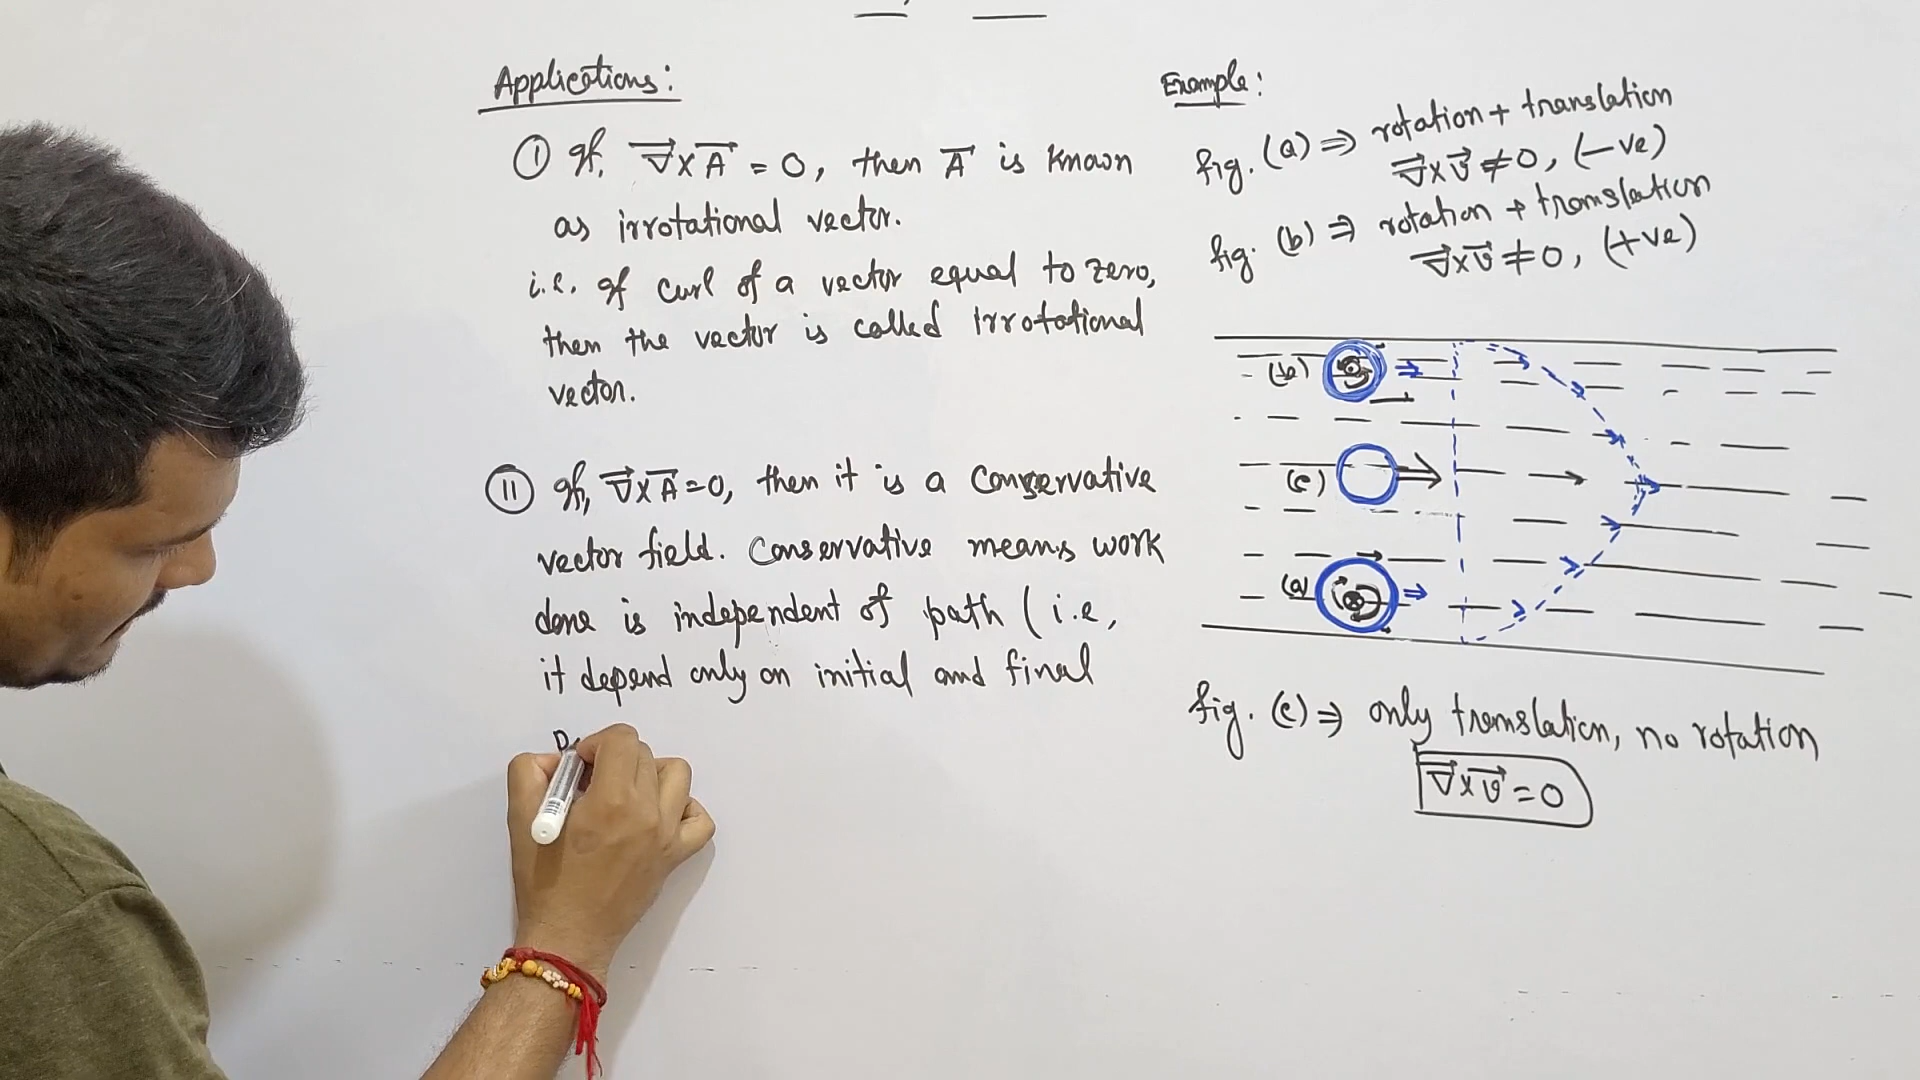 Applications:
① If, ∇⃗×A⃗ = 0, then A⃗ is known
as irrotational vector.
i.e. If curl of a vector equal to zero,
then the vector is called irrotational
vector.
⑪ If, ∇⃗×A⃗=0, then it is a Conservative
vector field. Conservative means work
done is independent of path ( i.e,
it depend only on initial and final
Example:
fig. (a) ⇒ rotation + translation
∇⃗×v⃗ ≠ 0, (-ve)
fig. (b) ⇒ rotation + translation
∇⃗×v⃗ ≠ 0, (+ve)
(b)
(c)
(a)
fig. (c) ⇒ only translation, no rotation
∇⃗×v⃗ = 0